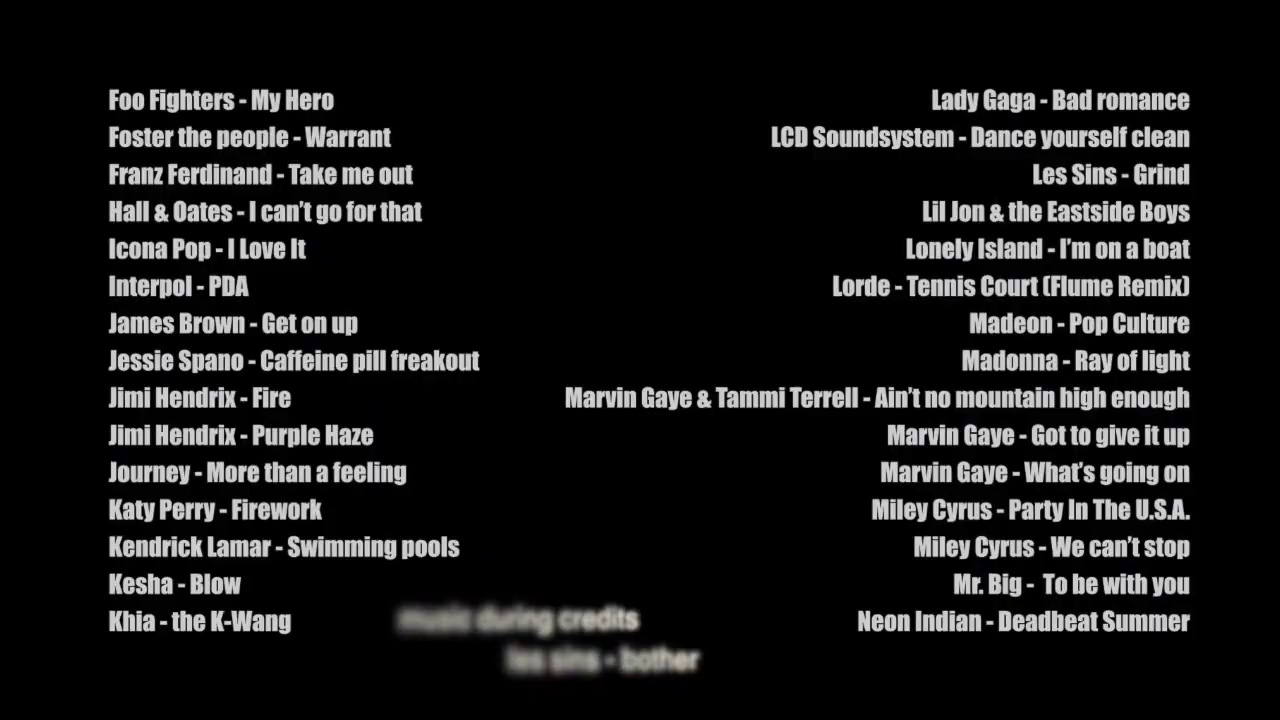 Foo Fighters - My Hero
Foster the people - Warrant
Franz Ferdinand - Take me out
Hall & Oates - I can't go for that
Icona Pop - I Love It
Interpol - PDA
James Brown - Get on up
Jessie Spano - Caffeine pill freakout
Jimi Hendrix - Fire
Jimi Hendrix - Purple Haze
Journey - More than a feeling
Katy Perry - Firework
Kendrick Lamar - Swimming pools
Kesha - Blow
Khia - the K-Wang
Lady Gaga - Bad romance
LCD Soundsystem - Dance yourself clean
Les Sins - Grind
Lil Jon & the Eastside Boys
Lonely Island - I'm on a boat
Lorde - Tennis Court (Flume Remix)
Madeon - Pop Culture
Madonna - Ray of light
Marvin Gaye & Tammi Terrell - Ain't no mountain high enough
Marvin Gaye - Got to give it up
Marvin Gaye - What's going on
Miley Cyrus - Party In The U.S.A.
Miley Cyrus - We can't stop
Mr. Big -  To be with you
Neon Indian - Deadbeat Summer
music during credits
les sins - bother